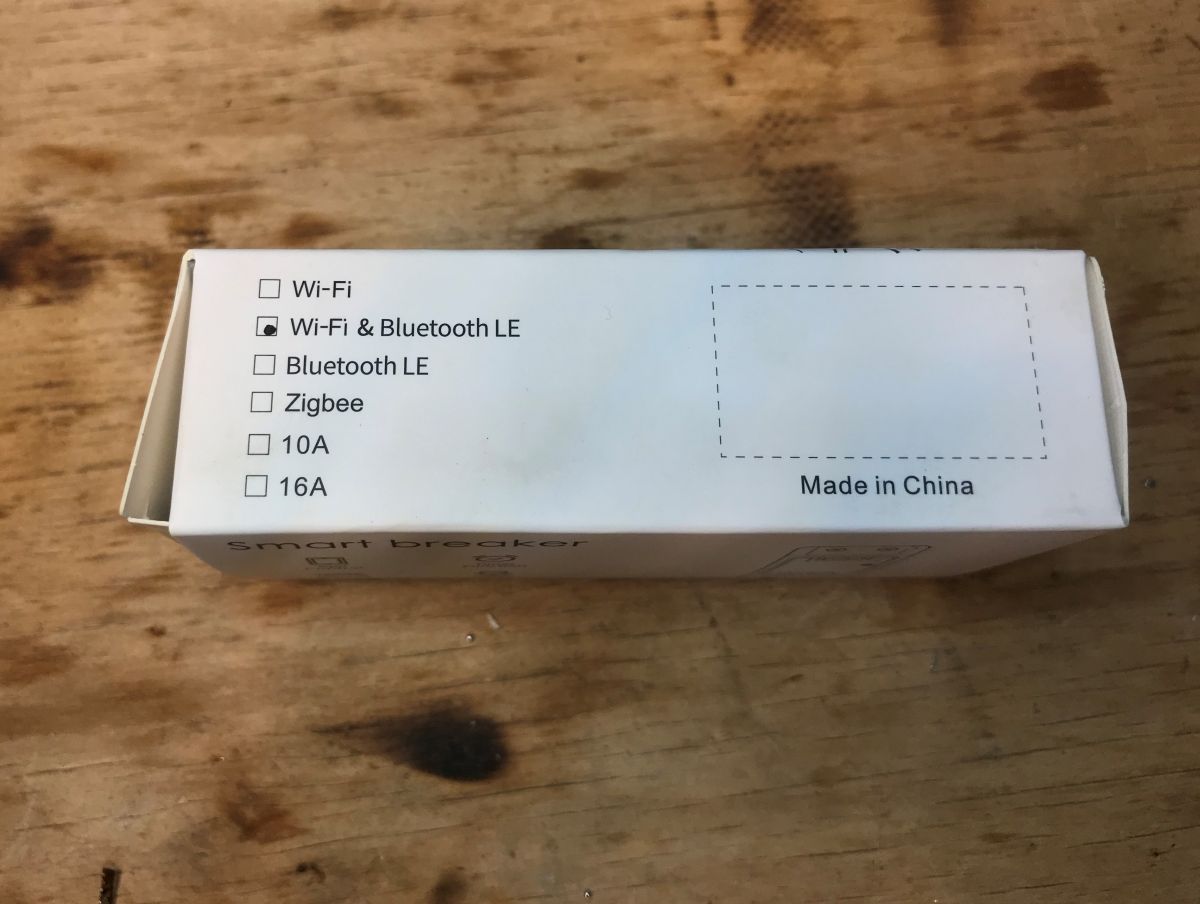 Wi-Fi
Wi-Fi & Bluetooth LE
Bluetooth LE
Zigbee
10A
16A
Made in China
smart breaker